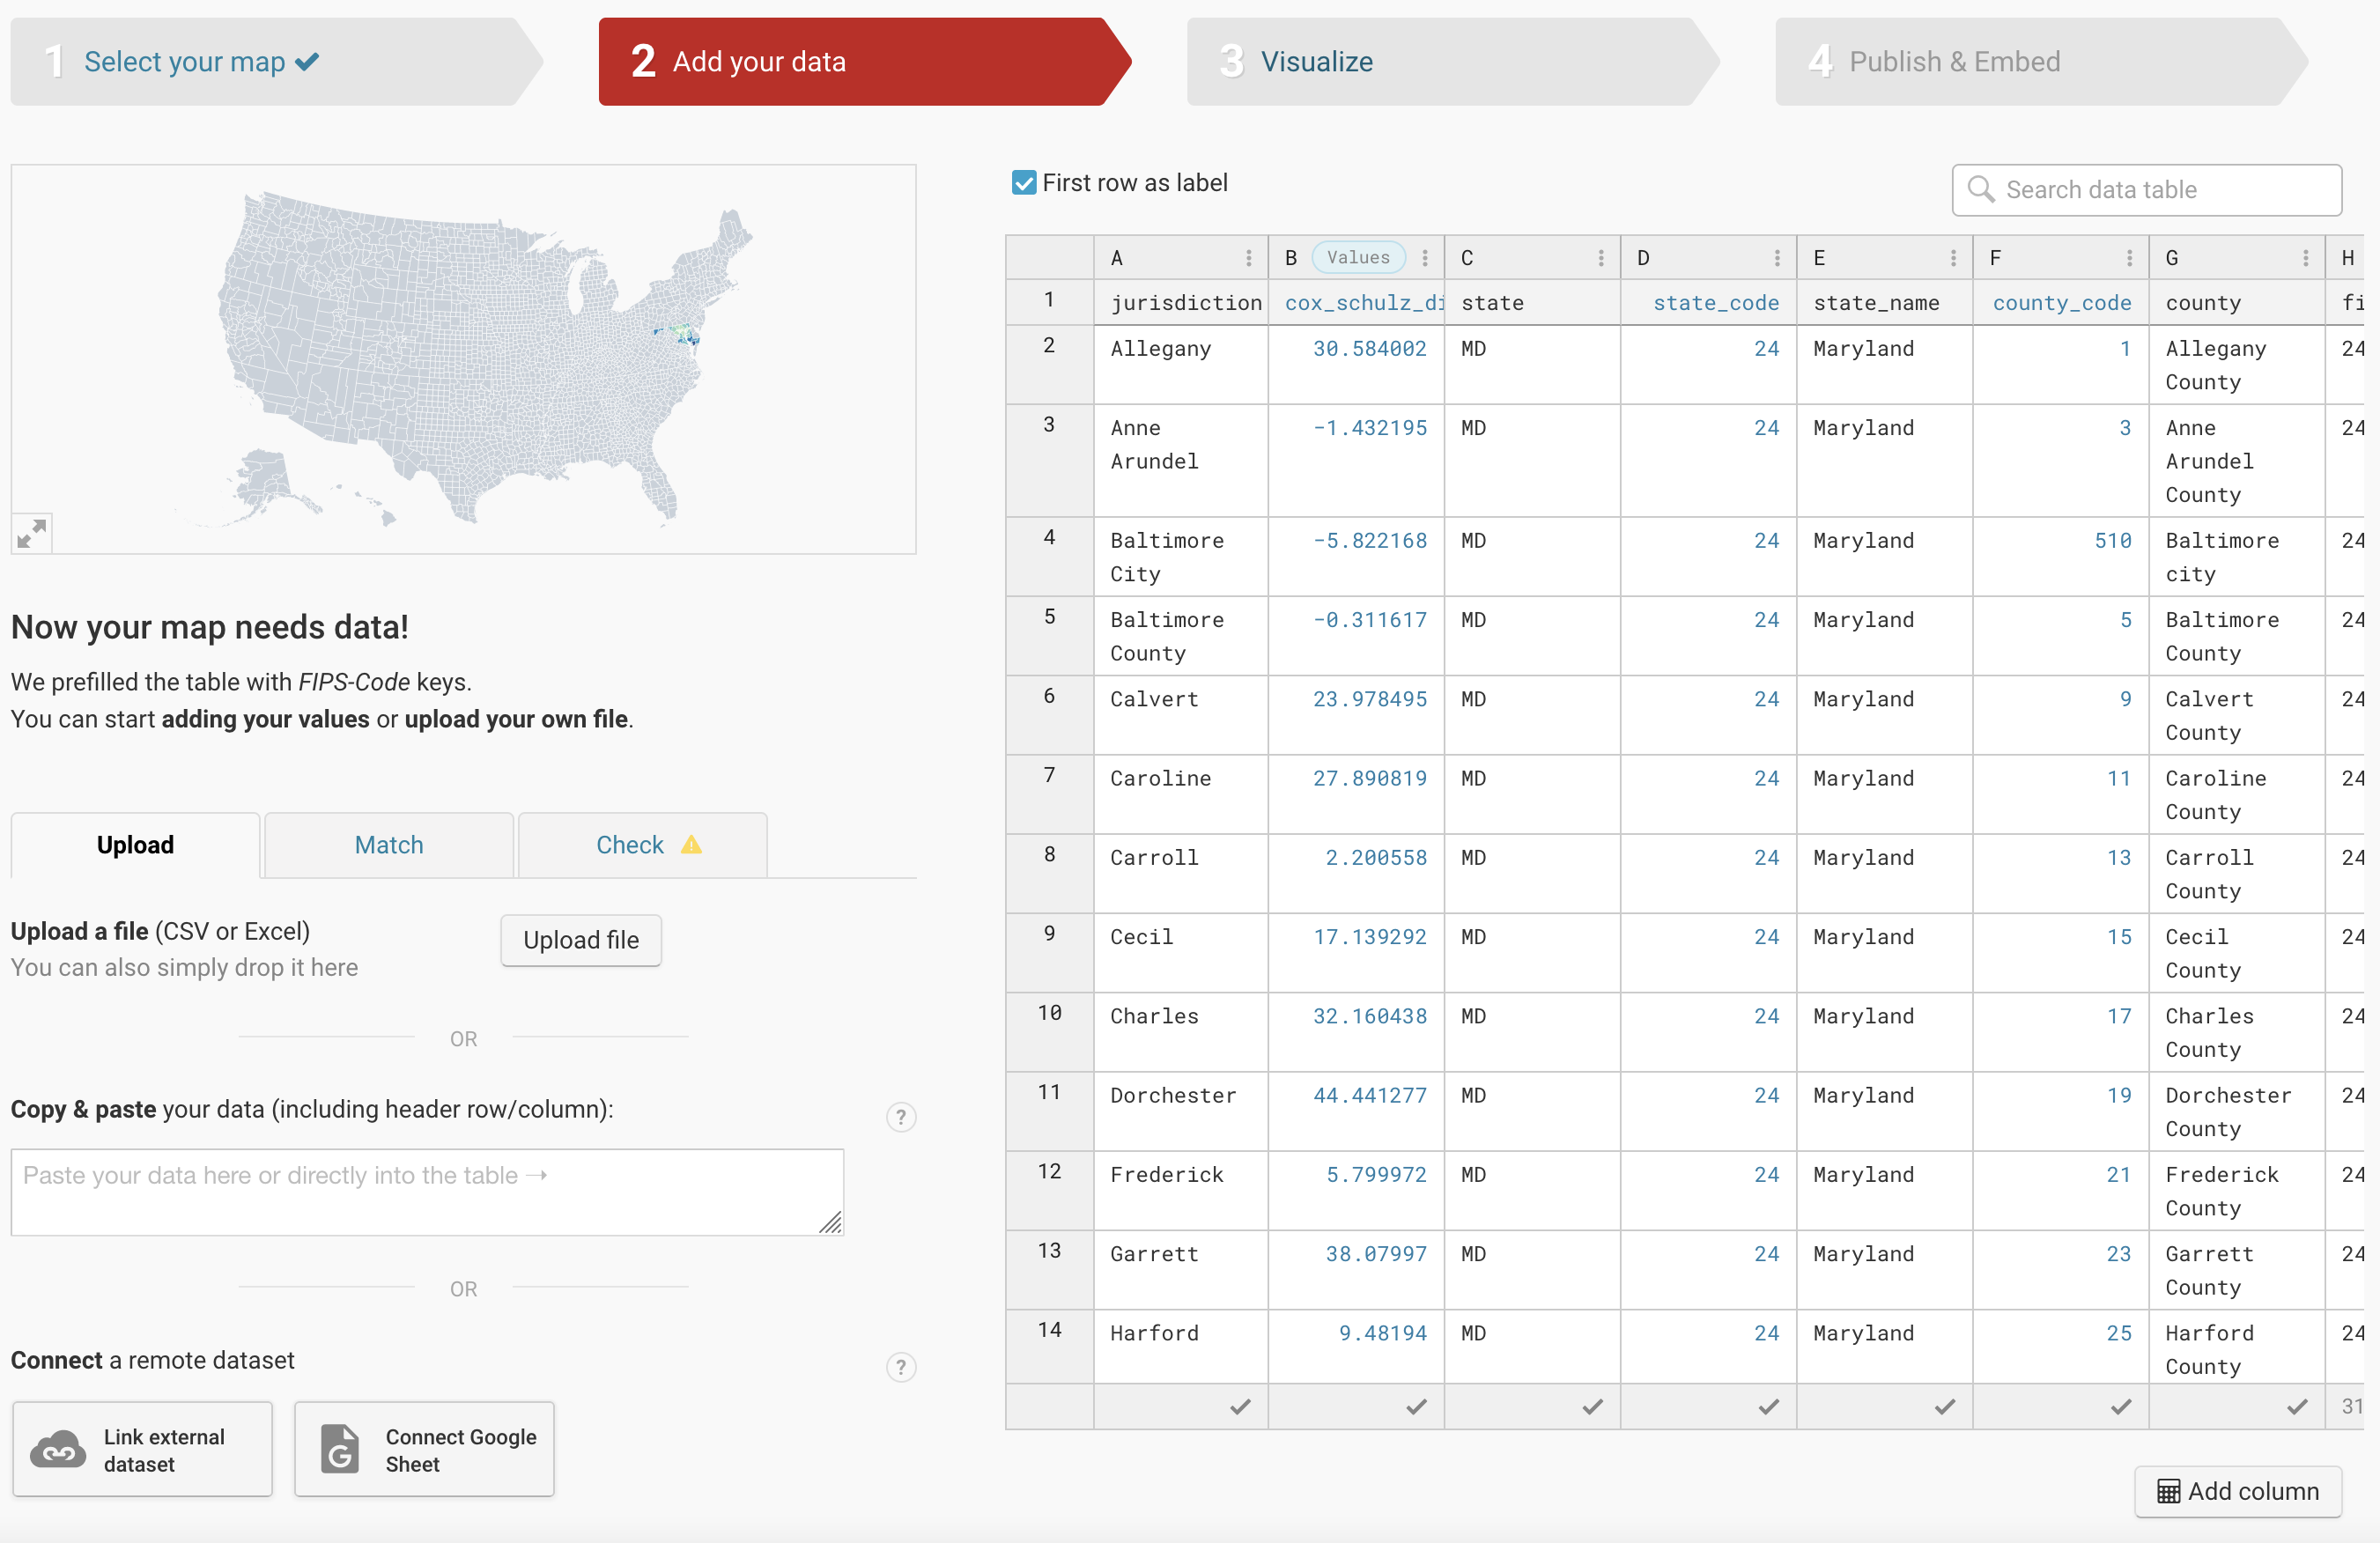 1 Select your map
2 Add your data
3 Visualize
4 Publish & Embed
First row as label
Search data table
Now your map needs data!
We prefilled the table with FIPS-Code keys.
You can start adding your values or upload your own file.
Upload Match Check
Upload a file (CSV or Excel)
You can also simply drop it here
Upload file
OR
Copy & paste your data (including header row/column):
?
Paste your data here or directly into the table →
OR
Connect a remote dataset
?
Link external
dataset
Connect Google
Sheet
A B Values C D E F G H
1 jurisdiction cox_schulz_di state state_code state_name county_code county fi
2 Allegany 30.584002 MD 24 Maryland 1 Allegany 24
County
3 Anne -1.432195 MD 24 Maryland 3 Anne 24
Arundel Arundel
County
4 Baltimore -5.822168 MD 24 Maryland 510 Baltimore 24
City city
5 Baltimore -0.311617 MD 24 Maryland 5 Baltimore 24
County County
6 Calvert 23.978495 MD 24 Maryland 9 Calvert 24
County
7 Caroline 27.890819 MD 24 Maryland 11 Caroline 24
County
8 Carroll 2.200558 MD 24 Maryland 13 Carroll 24
County
9 Cecil 17.139292 MD 24 Maryland 15 Cecil 24
County
10 Charles 32.160438 MD 24 Maryland 17 Charles 24
County
11 Dorchester 44.441277 MD 24 Maryland 19 Dorchester 24
County
12 Frederick 5.799972 MD 24 Maryland 21 Frederick 24
County
13 Garrett 38.07997 MD 24 Maryland 23 Garrett 24
County
14 Harford 9.48194 MD 24 Maryland 25 Harford 24
County
31
Add column